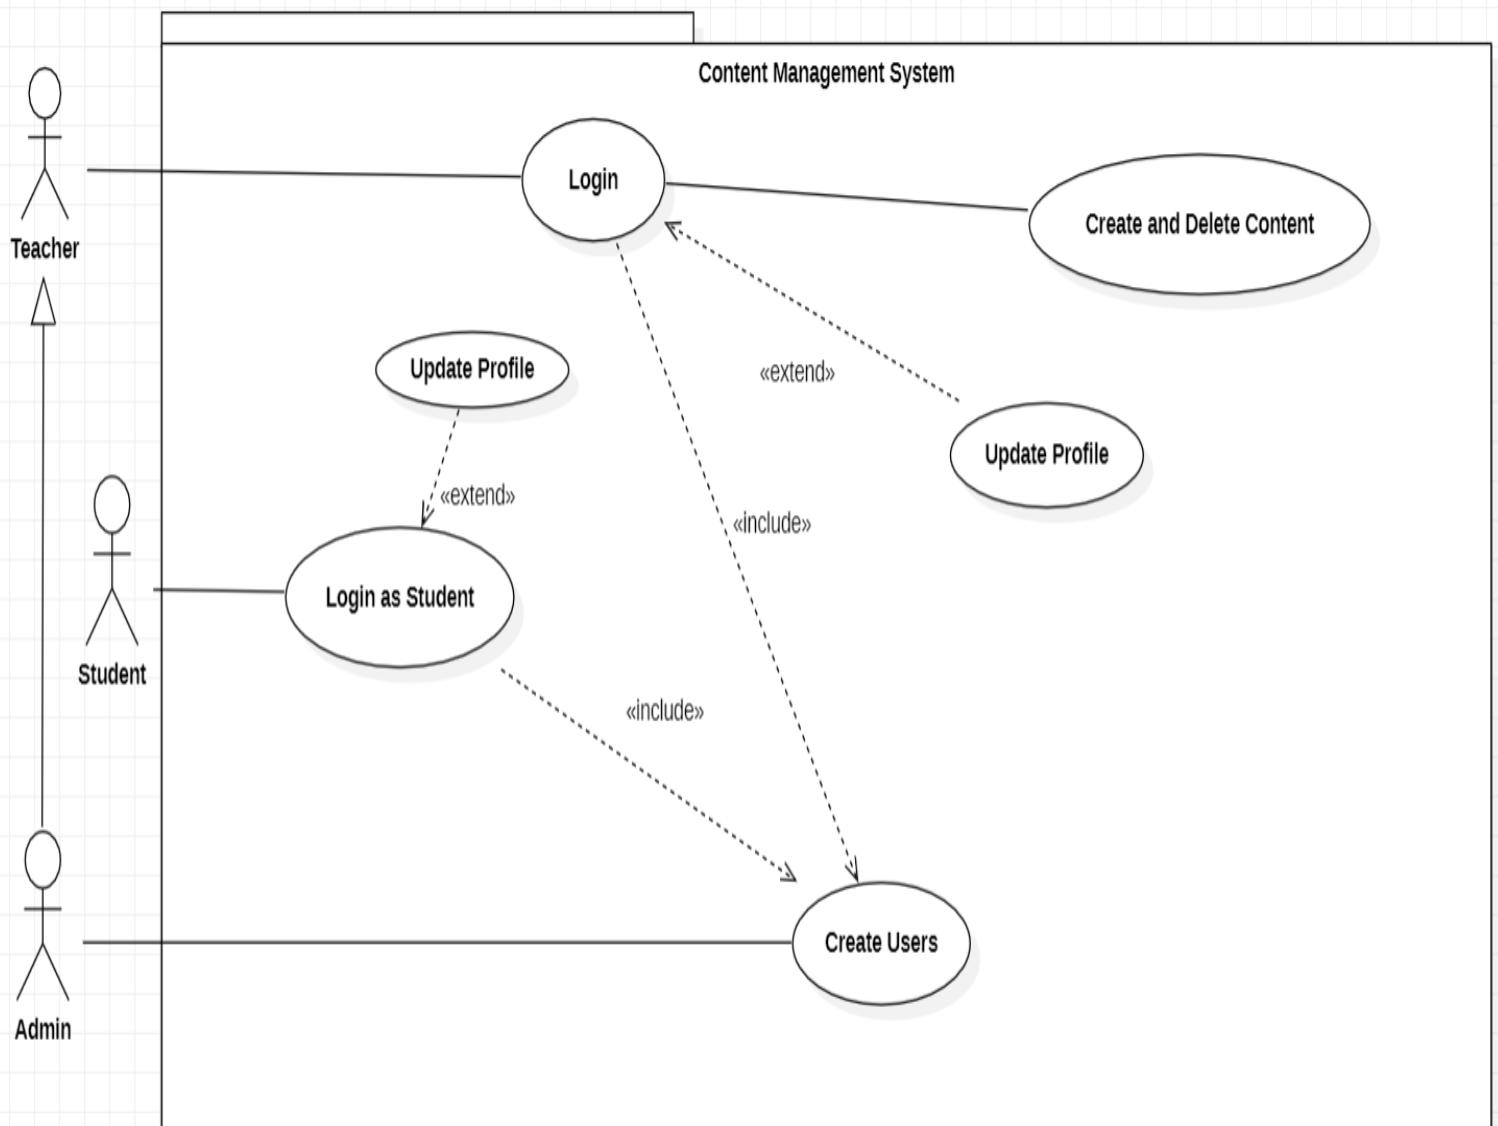 Content Management System
Login
Create and Delete Content
Teacher
Update Profile
«extend»
Update Profile
«extend»
«include»
Login as Student
Student
«include»
Create Users
Admin